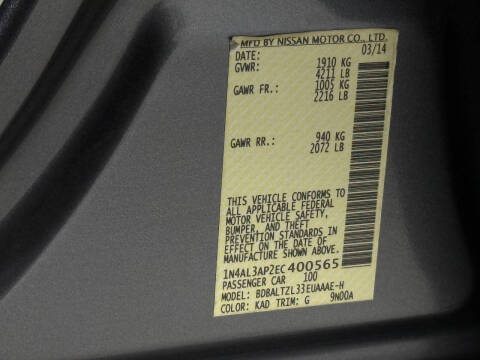 MFD BY NISSAN MOTOR CO., LTD.
DATE: 03/14
GVWR: 1910 KG
4211 LB
GAWR FR.: 1005 KG
2216 LB
GAWR RR.: 940 KG
2072 LB
THIS VEHICLE CONFORMS TO
ALL APPLICABLE FEDERAL
MOTOR VEHICLE SAFETY,
BUMPER, AND THEFT
PREVENTION STANDARDS IN
EFFECT ON THE DATE OF
MANUFACTURE SHOWN ABOVE.
1N4AL3APZEC400565
PASSENGER CAR 100
MODEL: BDBALTZL33EUAAAE-H
COLOR: KAD TRIM: G 9N00A